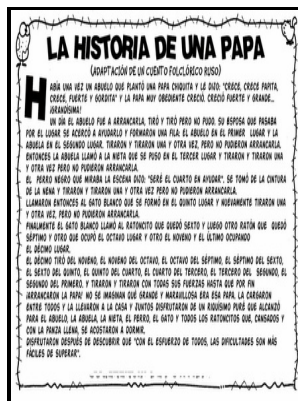 LA HISTORIA DE UNA PAPA
(ADAPTACIÓN DE UN CUENTO FOLCLÓRICO RUSO)
HABÍA UNA VEZ UN ABUELO QUE PLANTÓ UNA PAPA CHIQUITA Y LE DIJO: "CRECE, CRECE PAPITA,
CRECE, FUERTE Y GORDITA" Y LA PAPA MUY OBEDIENTE CRECIÓ, CRECIÓ FUERTE Y GRANDE...
¡GRANDÍSIMA!
UN DÍA EL ABUELO FUE A ARRANCARLA, TIRÓ Y TIRÓ PERO NO PUDO. SU ESPOSA QUE PASABA
POR EL LUGAR SE ACERCÓ A AYUDARLO Y FORMARON UNA FILA: EL ABUELO EN EL PRIMER LUGAR Y LA
ABUELA EN EL SEGUNDO LUGAR. TIRARON Y TIRARON UNA Y OTRA VEZ, PERO NO PUDIERON ARRANCARLA.
ENTONCES LA ABUELA LLAMÓ A LA NIETA QUE SE PUSO EN EL TERCER LUGAR Y TIRARON Y TIRARON UNA
Y OTRA VEZ PERO NO PUDIERON ARRANCARLA.
EL PERRO NEGRO QUE MIRABA LA ESCENA DIJO: "SERÉ EL CUARTO EN AYUDAR". SE TOMÓ DE LA CINTURA
DE LA NENA Y TIRARON Y TIRARON UNA Y OTRA VEZ PERO NO PUDIERON ARRANCARLA.
LLAMARON ENTONCES AL GATO BLANCO QUE SE FORMÓ EN EL QUINTO LUGAR Y NUEVAMENTE TIRARON UNA
Y OTRA VEZ, PERO NO PUDIERON ARRANCARLA.
FINALMENTE EL GATO BLANCO LLAMÓ AL RATONCITO QUE QUEDÓ SEXTO Y LUEGO OTRO RATÓN QUE QUEDÓ
SÉPTIMO Y OTRO QUE OCUPÓ EL OCTAVO LUGAR Y OTRO EL NOVENO Y EL ÚLTIMO OCUPANDO
EL DÉCIMO LUGAR.
EL DÉCIMO TIRÓ DEL NOVENO, EL NOVENO DEL OCTAVO, EL OCTAVO DEL SÉPTIMO, EL SÉPTIMO DEL SEXTO,
EL SEXTO DEL QUINTO, EL QUINTO DEL CUARTO, EL CUARTO DEL TERCERO, EL TERCERO DEL SEGUNDO, EL
SEGUNDO DEL PRIMERO, Y TIRARON Y TIRARON CON TODAS SUS FUERZAS HASTA QUE POR FIN
¡ARRANCARON LA PAPA! NO SE IMAGINAN QUÉ GRANDE Y MARAVILLOSA ERA ESA PAPA. LA CARGARON
ENTRE TODOS Y LA LLEVARON A LA CASA Y JUNTOS DISFRUTARON DE UN RIQUÍSIMO PURÉ QUE ALCANZÓ
PARA EL ABUELO, LA ABUELA, LA NIETA, EL PERRO, EL GATO Y TODOS LOS RATONCITOS QUE, CANSADOS Y
CON LA PANZA LLENA, SE ACOSTARON A DORMIR.
DISFRUTARON DESPUÉS DE DESCUBRIR QUE "CON EL ESFUERZO DE TODOS, LAS DIFICULTADES SON MÁS
FÁCILES DE SUPERAR".